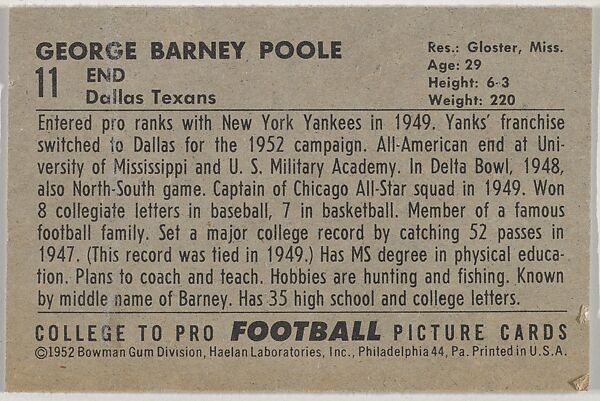 GEORGE BARNEY POOLE
11 END
Dallas Texans
Res.: Gloster, Miss.
Age: 29
Height: 6-3
Weight: 220
Entered pro ranks with New York Yankees in 1949. Yanks' franchise
switched to Dallas for the 1952 campaign. All-American end at Uni-
versity of Mississippi and U. S. Military Academy. In Delta Bowl, 1948,
also North-South game. Captain of Chicago All-Star squad in 1949. Won
8 collegiate letters in baseball, 7 in basketball. Member of a famous
football family. Set a major college record by catching 52 passes in
1947. (This record was tied in 1949.) Has MS degree in physical educa-
tion. Plans to coach and teach. Hobbies are hunting and fishing. Known
by middle name of Barney. Has 35 high school and college letters.
COLLEGE TO PRO FOOTBALL PICTURE CARDS
©1952 Bowman Gum Division, Haelan Laboratories, Inc., Philadelphia 44, Pa. Printed in U.S.A.